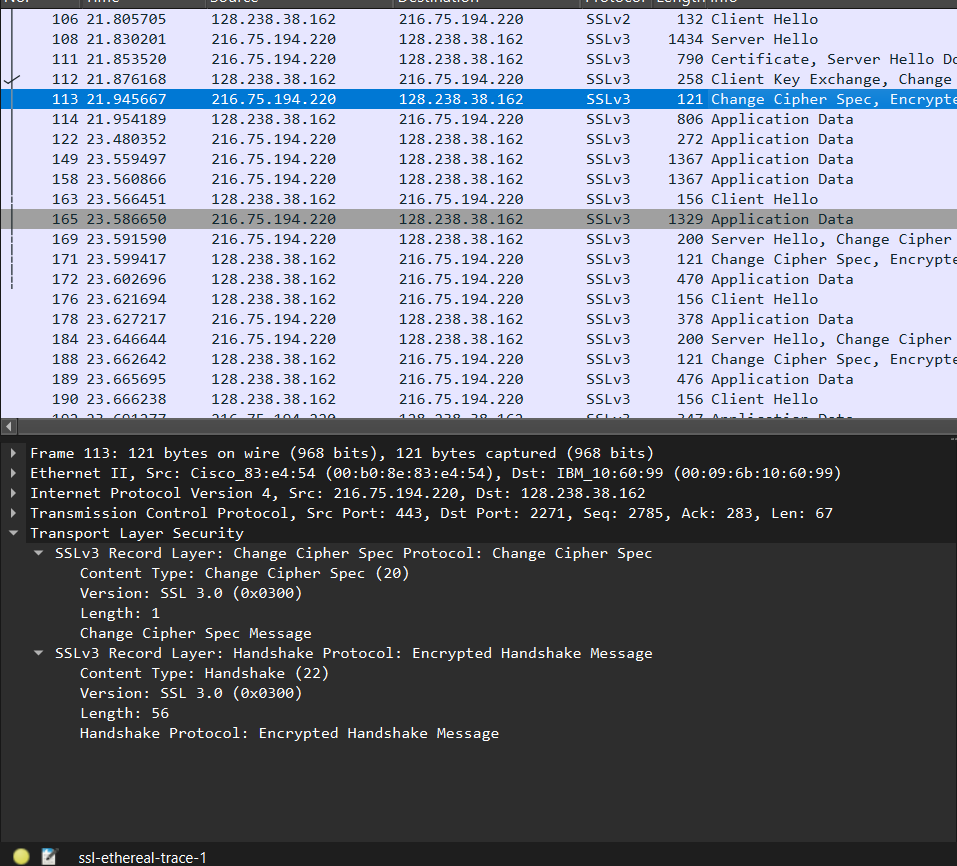 106 21.805705 128.238.38.162 216.75.194.220 SSLv2 132 Client Hello
108 21.830201 216.75.194.220 128.238.38.162 SSLv3 1434 Server Hello
111 21.853520 216.75.194.220 128.238.38.162 SSLv3 790 Certificate, Server Hello Do
112 21.876168 128.238.38.162 216.75.194.220 SSLv3 258 Client Key Exchange, Change
113 21.945667 216.75.194.220 128.238.38.162 SSLv3 121 Change Cipher Spec, Encrypte
114 21.954189 128.238.38.162 216.75.194.220 SSLv3 806 Application Data
122 23.480352 216.75.194.220 128.238.38.162 SSLv3 272 Application Data
149 23.559497 216.75.194.220 128.238.38.162 SSLv3 1367 Application Data
158 23.560866 216.75.194.220 128.238.38.162 SSLv3 1367 Application Data
163 23.566451 128.238.38.162 216.75.194.220 SSLv3 156 Client Hello
165 23.586650 216.75.194.220 128.238.38.162 SSLv3 1329 Application Data
169 23.591590 216.75.194.220 128.238.38.162 SSLv3 200 Server Hello, Change Cipher
171 23.599417 128.238.38.162 216.75.194.220 SSLv3 121 Change Cipher Spec, Encrypte
172 23.602696 128.238.38.162 216.75.194.220 SSLv3 470 Application Data
176 23.621694 128.238.38.162 216.75.194.220 SSLv3 156 Client Hello
178 23.627217 216.75.194.220 128.238.38.162 SSLv3 378 Application Data
184 23.646644 216.75.194.220 128.238.38.162 SSLv3 200 Server Hello, Change Cipher
188 23.662642 128.238.38.162 216.75.194.220 SSLv3 121 Change Cipher Spec, Encrypte
189 23.665695 128.238.38.162 216.75.194.220 SSLv3 476 Application Data
190 23.666238 128.238.38.162 216.75.194.220 SSLv3 156 Client Hello
Frame 113: 121 bytes on wire (968 bits), 121 bytes captured (968 bits)
Ethernet II, Src: Cisco_83:e4:54 (00:b0:8e:83:e4:54), Dst: IBM_10:60:99 (00:09:6b:10:60:99)
Internet Protocol Version 4, Src: 216.75.194.220, Dst: 128.238.38.162
Transmission Control Protocol, Src Port: 443, Dst Port: 2271, Seq: 2785, Ack: 283, Len: 67
Transport Layer Security
SSLv3 Record Layer: Change Cipher Spec Protocol: Change Cipher Spec
Content Type: Change Cipher Spec (20)
Version: SSL 3.0 (0x0300)
Length: 1
Change Cipher Spec Message
SSLv3 Record Layer: Handshake Protocol: Encrypted Handshake Message
Content Type: Handshake (22)
Version: SSL 3.0 (0x0300)
Length: 56
Handshake Protocol: Encrypted Handshake Message
ssl-ethereal-trace-1